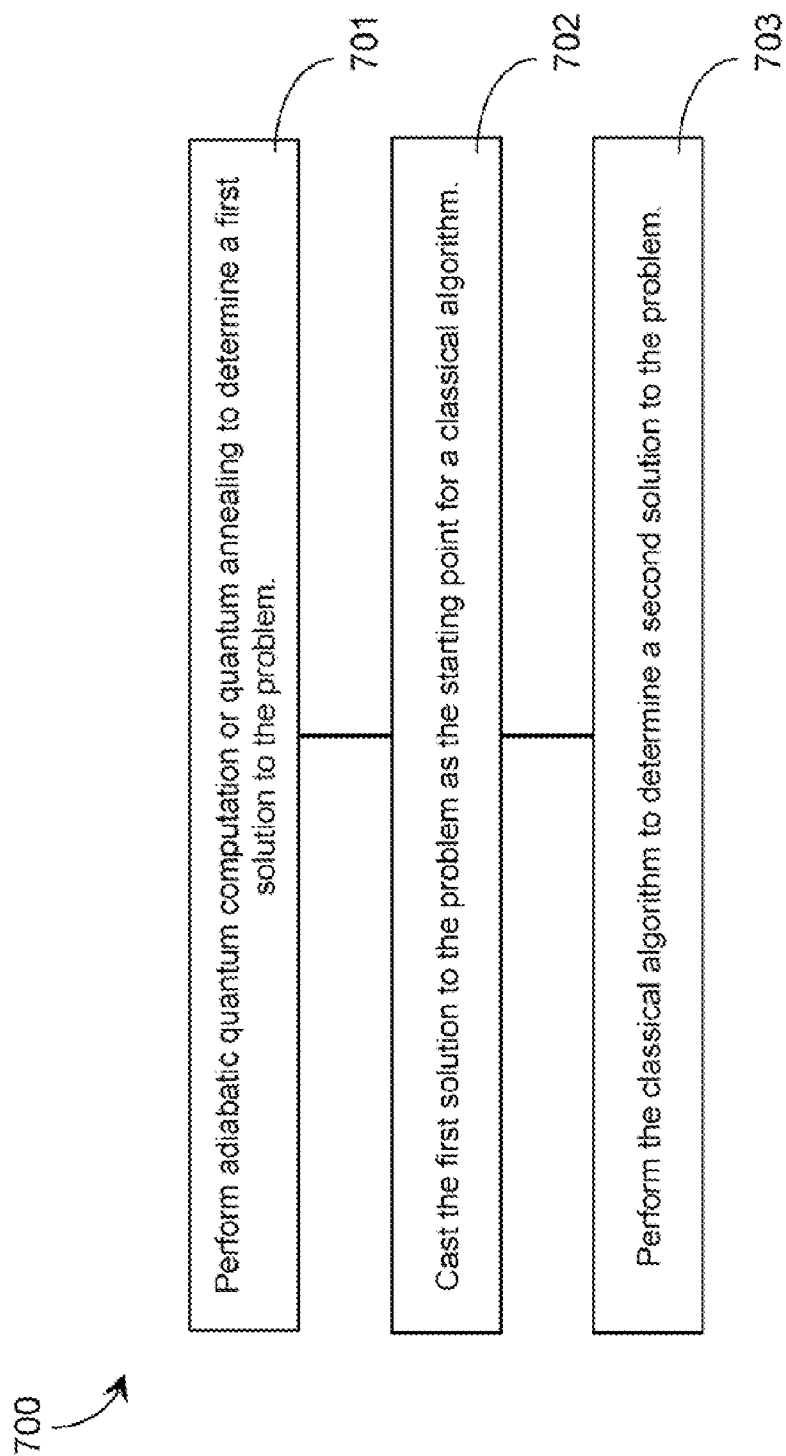 700
Perform adiabatic quantum computation or quantum annealing to determine a first
solution to the problem.
701
Cast the first solution to the problem as the starting point for a classical algorithm.
702
Perform the classical algorithm to determine a second solution to the problem.
703